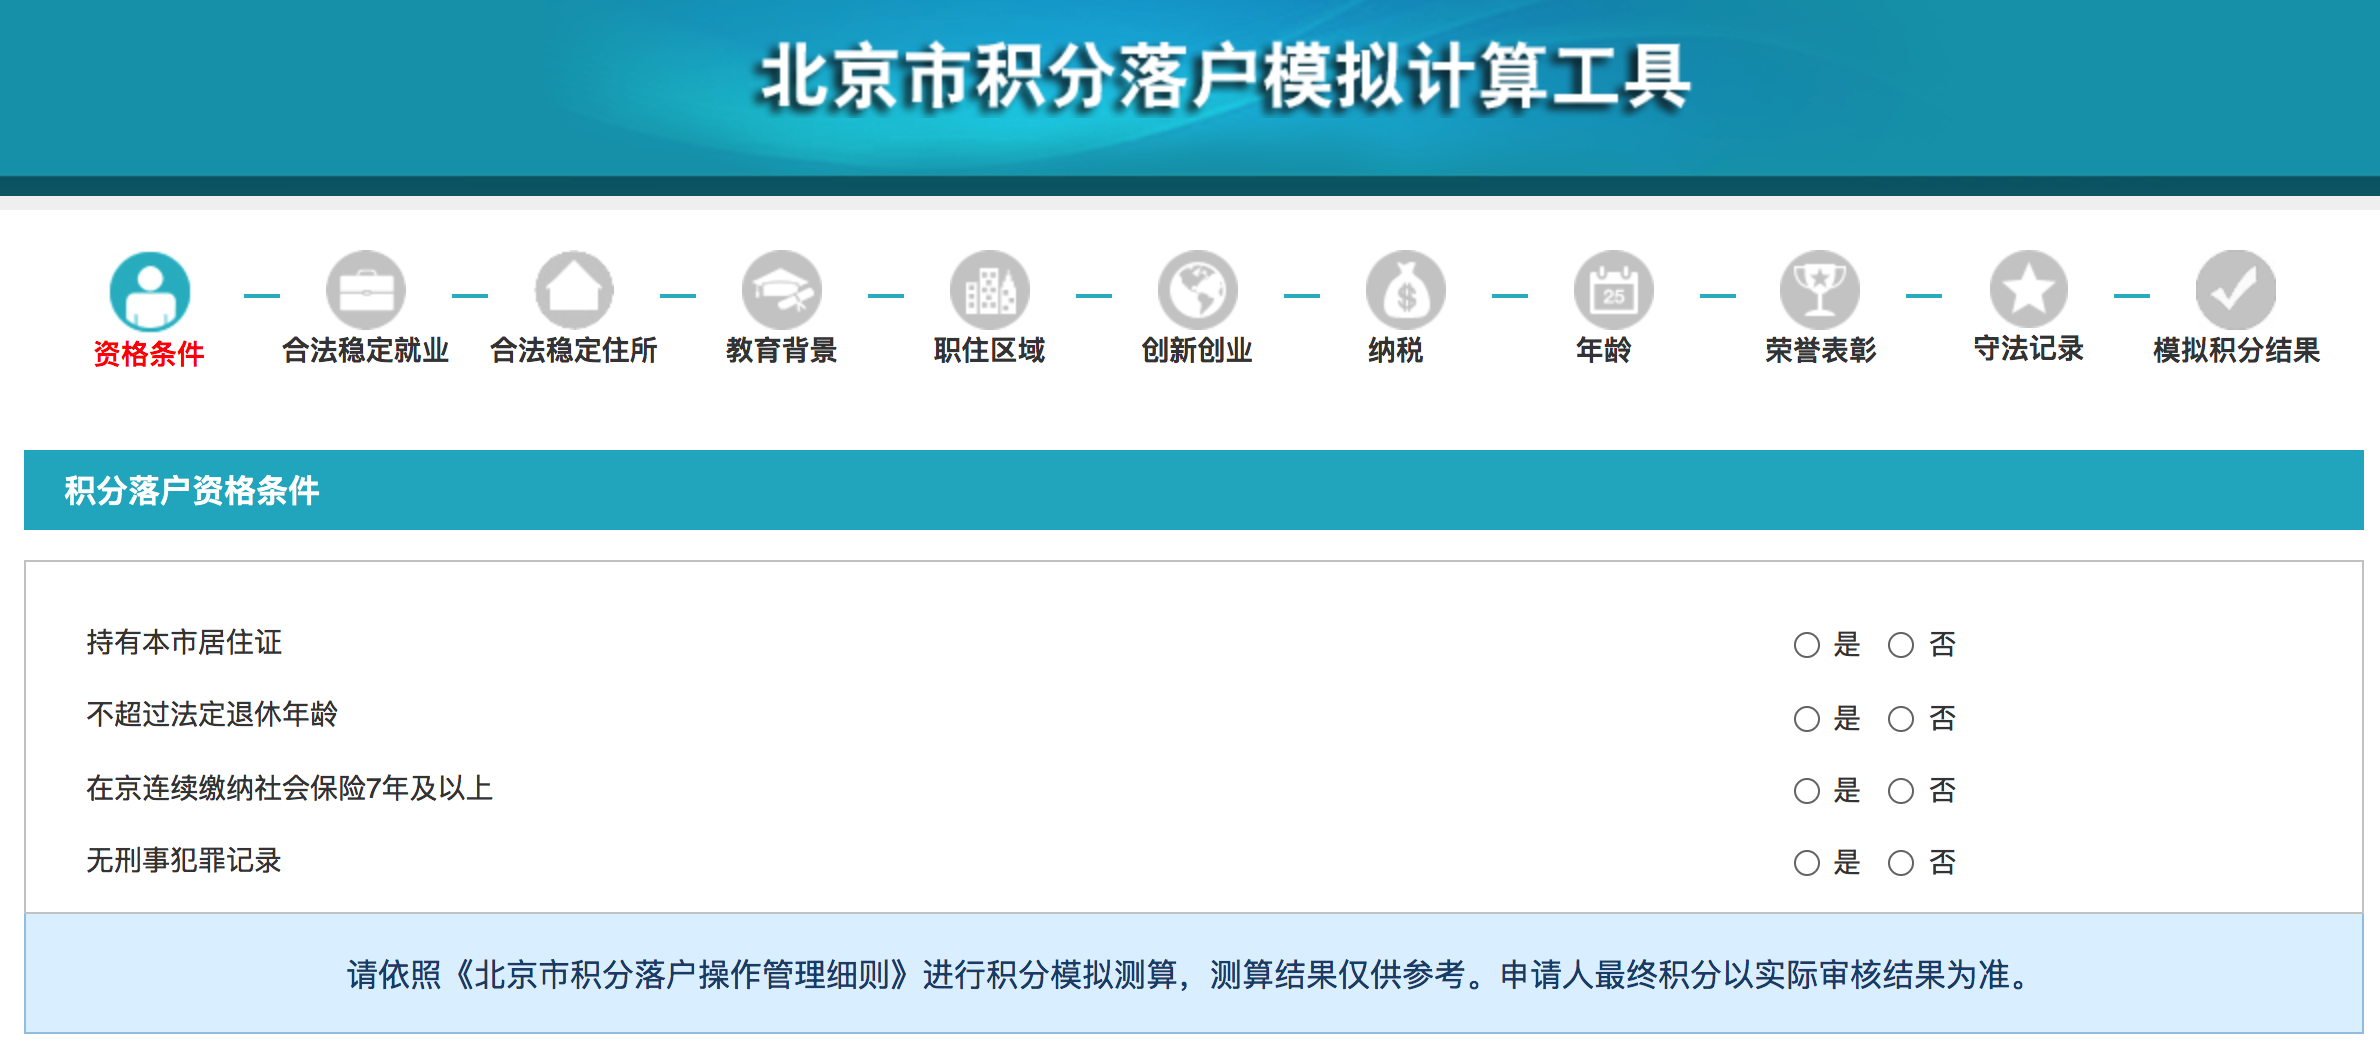 北京市积分落户模拟计算工具
25
$
资格条件 合法稳定就业 合法稳定住所 教育背景 职住区域 创新创业 纳税 年龄 荣誉表彰 守法记录 模拟积分结果
积分落户资格条件
持有本市居住证 是 否
不超过法定退休年龄 是 否
在京连续缴纳社会保险7年及以上 是 否
无刑事犯罪记录 是 否
请依照《北京市积分落户操作管理细则》进行积分模拟测算，测算结果仅供参考。申请人最终积分以实际审核结果为准。